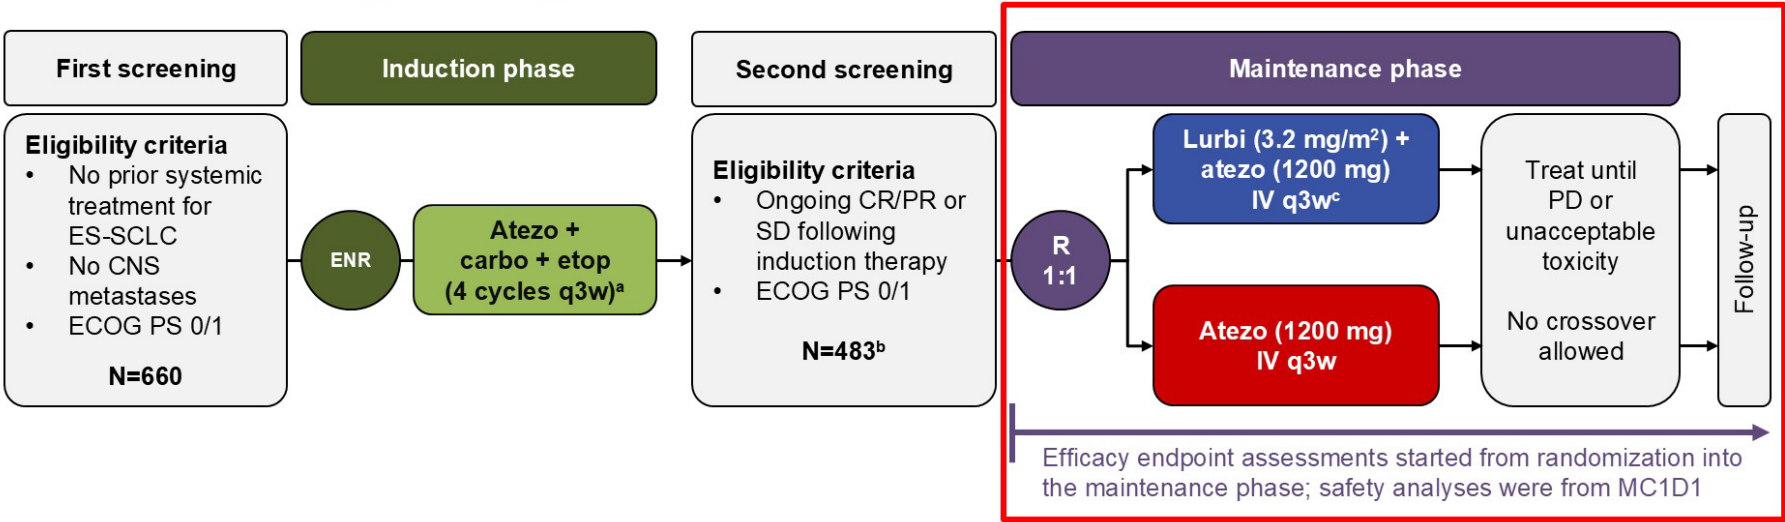 First screening
Eligibility criteria
• No prior systemic
treatment for
ES-SCLC
• No CNS
metastases
• ECOG PS 0/1
N=660
Induction phase
ENR
Atezo +
carbo + etop
(4 cycles q3w)ᵃ
Second screening
Eligibility criteria
• Ongoing CR/PR or
SD following
induction therapy
• ECOG PS 0/1
N=483ᵇ
Maintenance phase
R
1:1
Lurbi (3.2 mg/m²) +
atezo (1200 mg)
IV q3wᶜ
Atezo (1200 mg)
IV q3w
Treat until
PD or
unacceptable
toxicity
No crossover
allowed
Follow-up
Efficacy endpoint assessments started from randomization into
the maintenance phase; safety analyses were from MC1D1